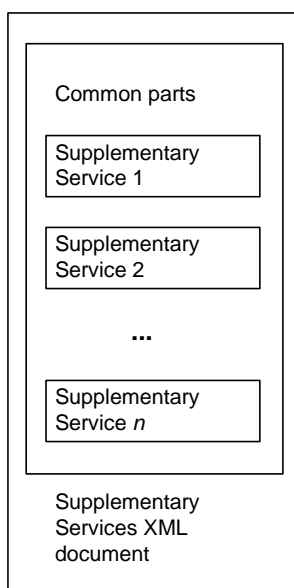 Common parts
Supplementary
Service 1
Supplementary
Service 2
...
Supplementary
Service n
Supplementary
Services XML
document